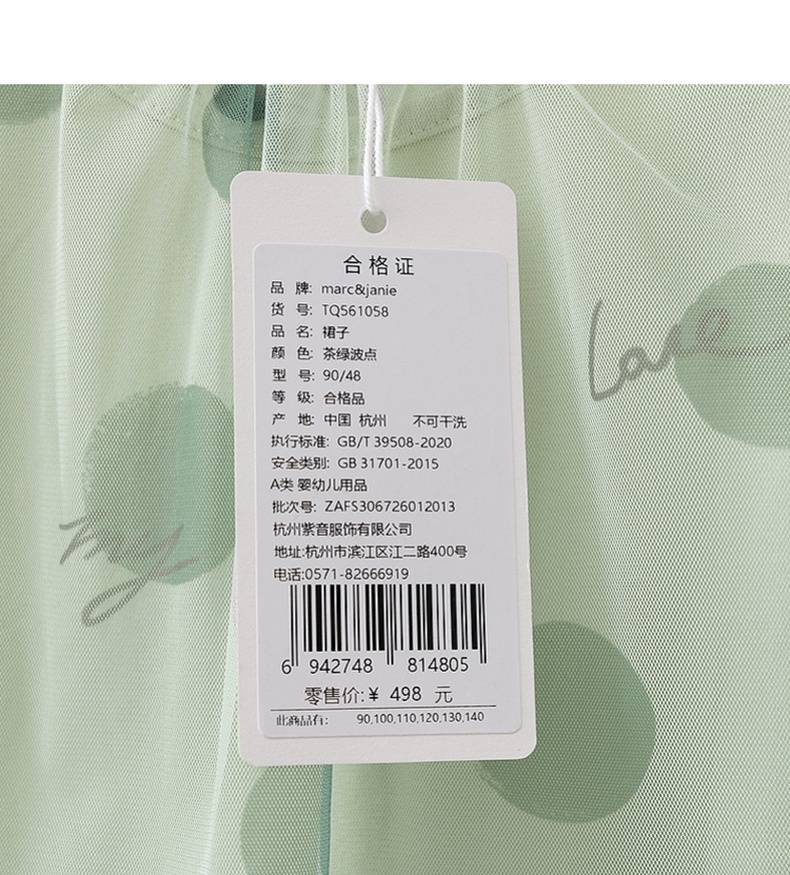 合格证
品 牌: marc&janie
货 号: TQ561058
品 名: 裙子
颜 色: 茶绿波点
型 号: 90/48
等 级: 合格品
产 地: 中国 杭州 不可干洗
执行标准: GB/T 39508-2020
安全类别: GB 31701-2015
A类 婴幼儿用品
批次号: ZAFS306726012013
杭州紫音服饰有限公司
地址:杭州市滨江区江二路400号
电话:0571-82666919
6 942748 814805
零售价:¥ 498 元
此商品有: 90,100,110,120,130,140
Love
my